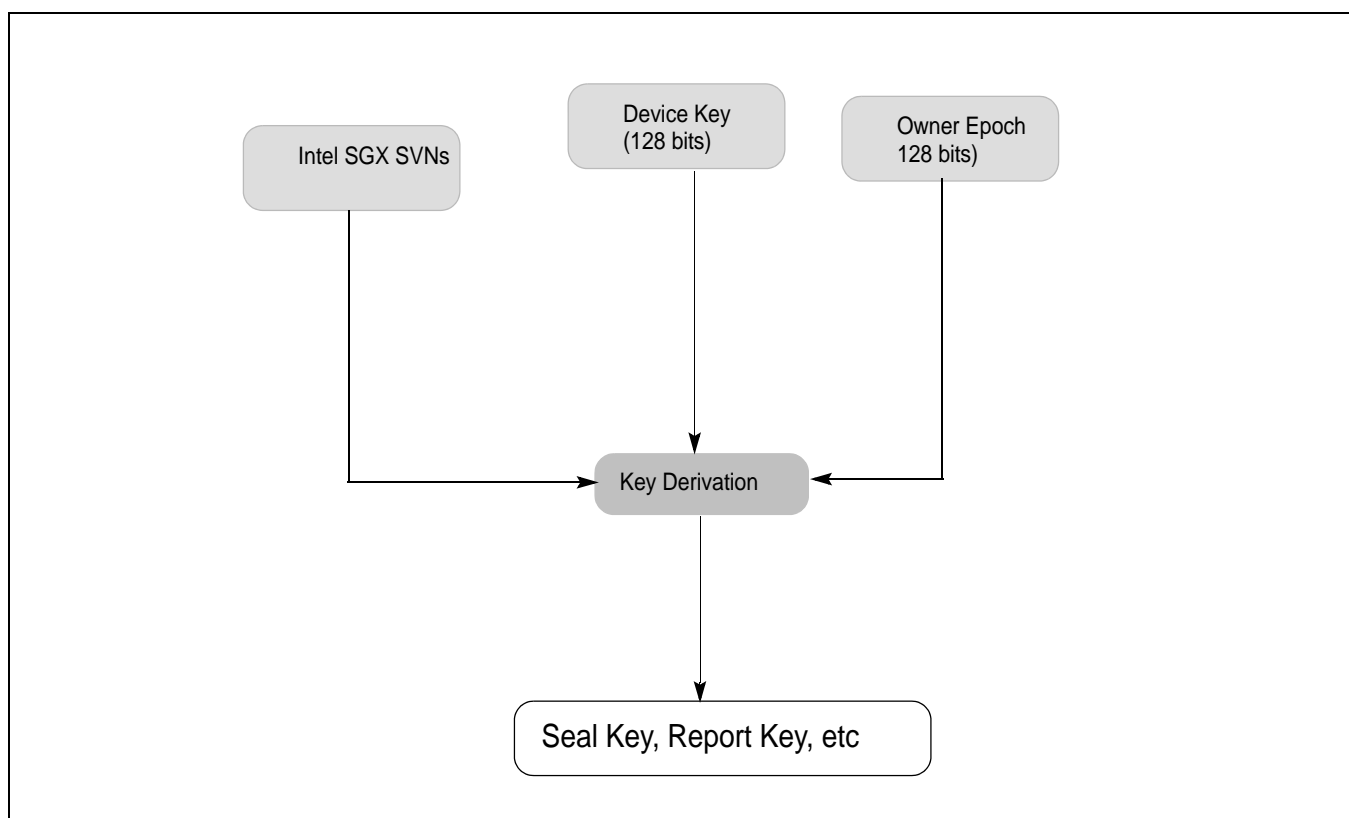 Intel SGX SVNs
Device Key
(128 bits)
Owner Epoch
128 bits)
Key Derivation
Seal Key, Report Key, etc